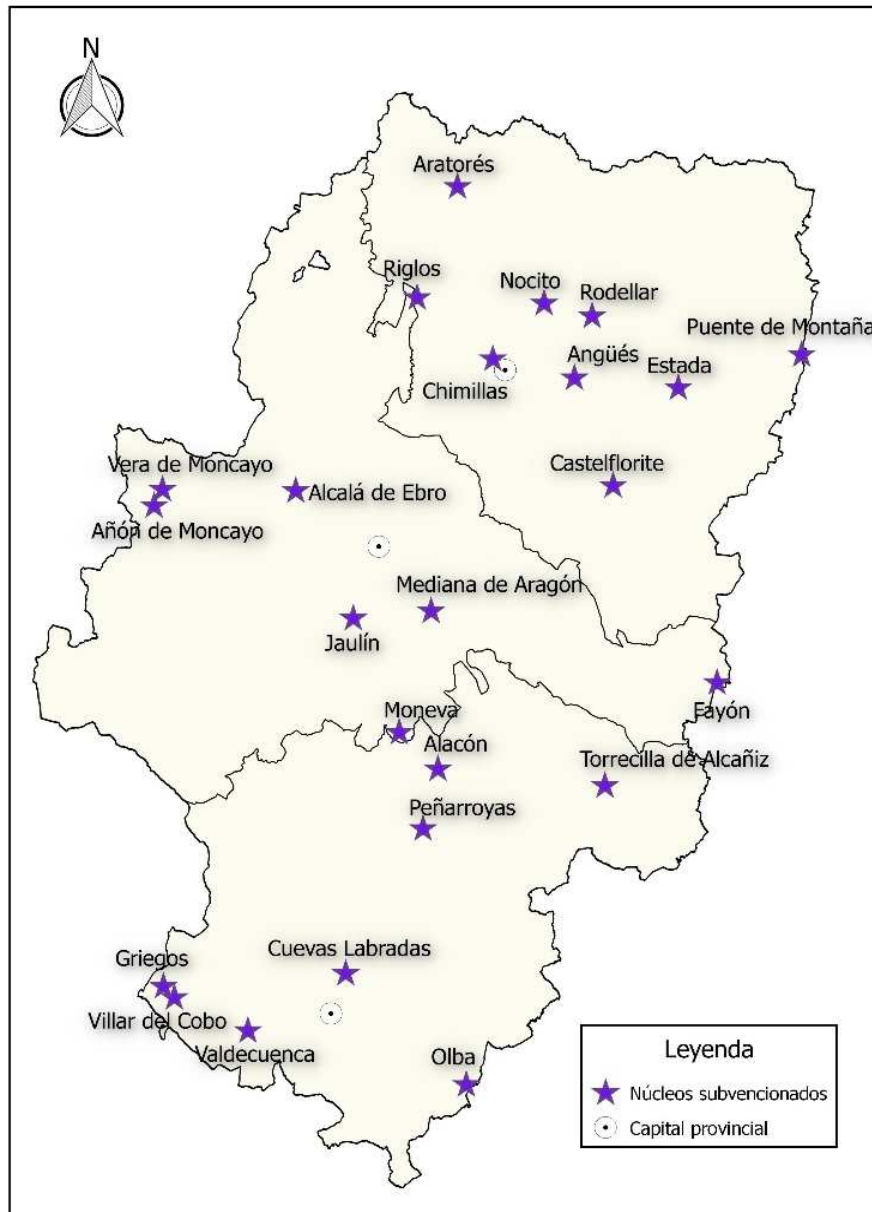 N
Aratorés
Riglos
Nocito
Rodellar
Puente de Montaña
Angüés
Estada
Chimillas
Castelflorite
Vera de Moncayo
Alcalá de Ebro
Añón de Moncayo
Mediana de Aragón
Jaulín
Fayón
Moneva
Alacón
Torrecilla de Alcañiz
Peñarroyas
Cuevas Labradas
Griegos
Villar del Cobo
Valdecuenca
Olba
Leyenda
Núcleos subvencionados
Capital provincial